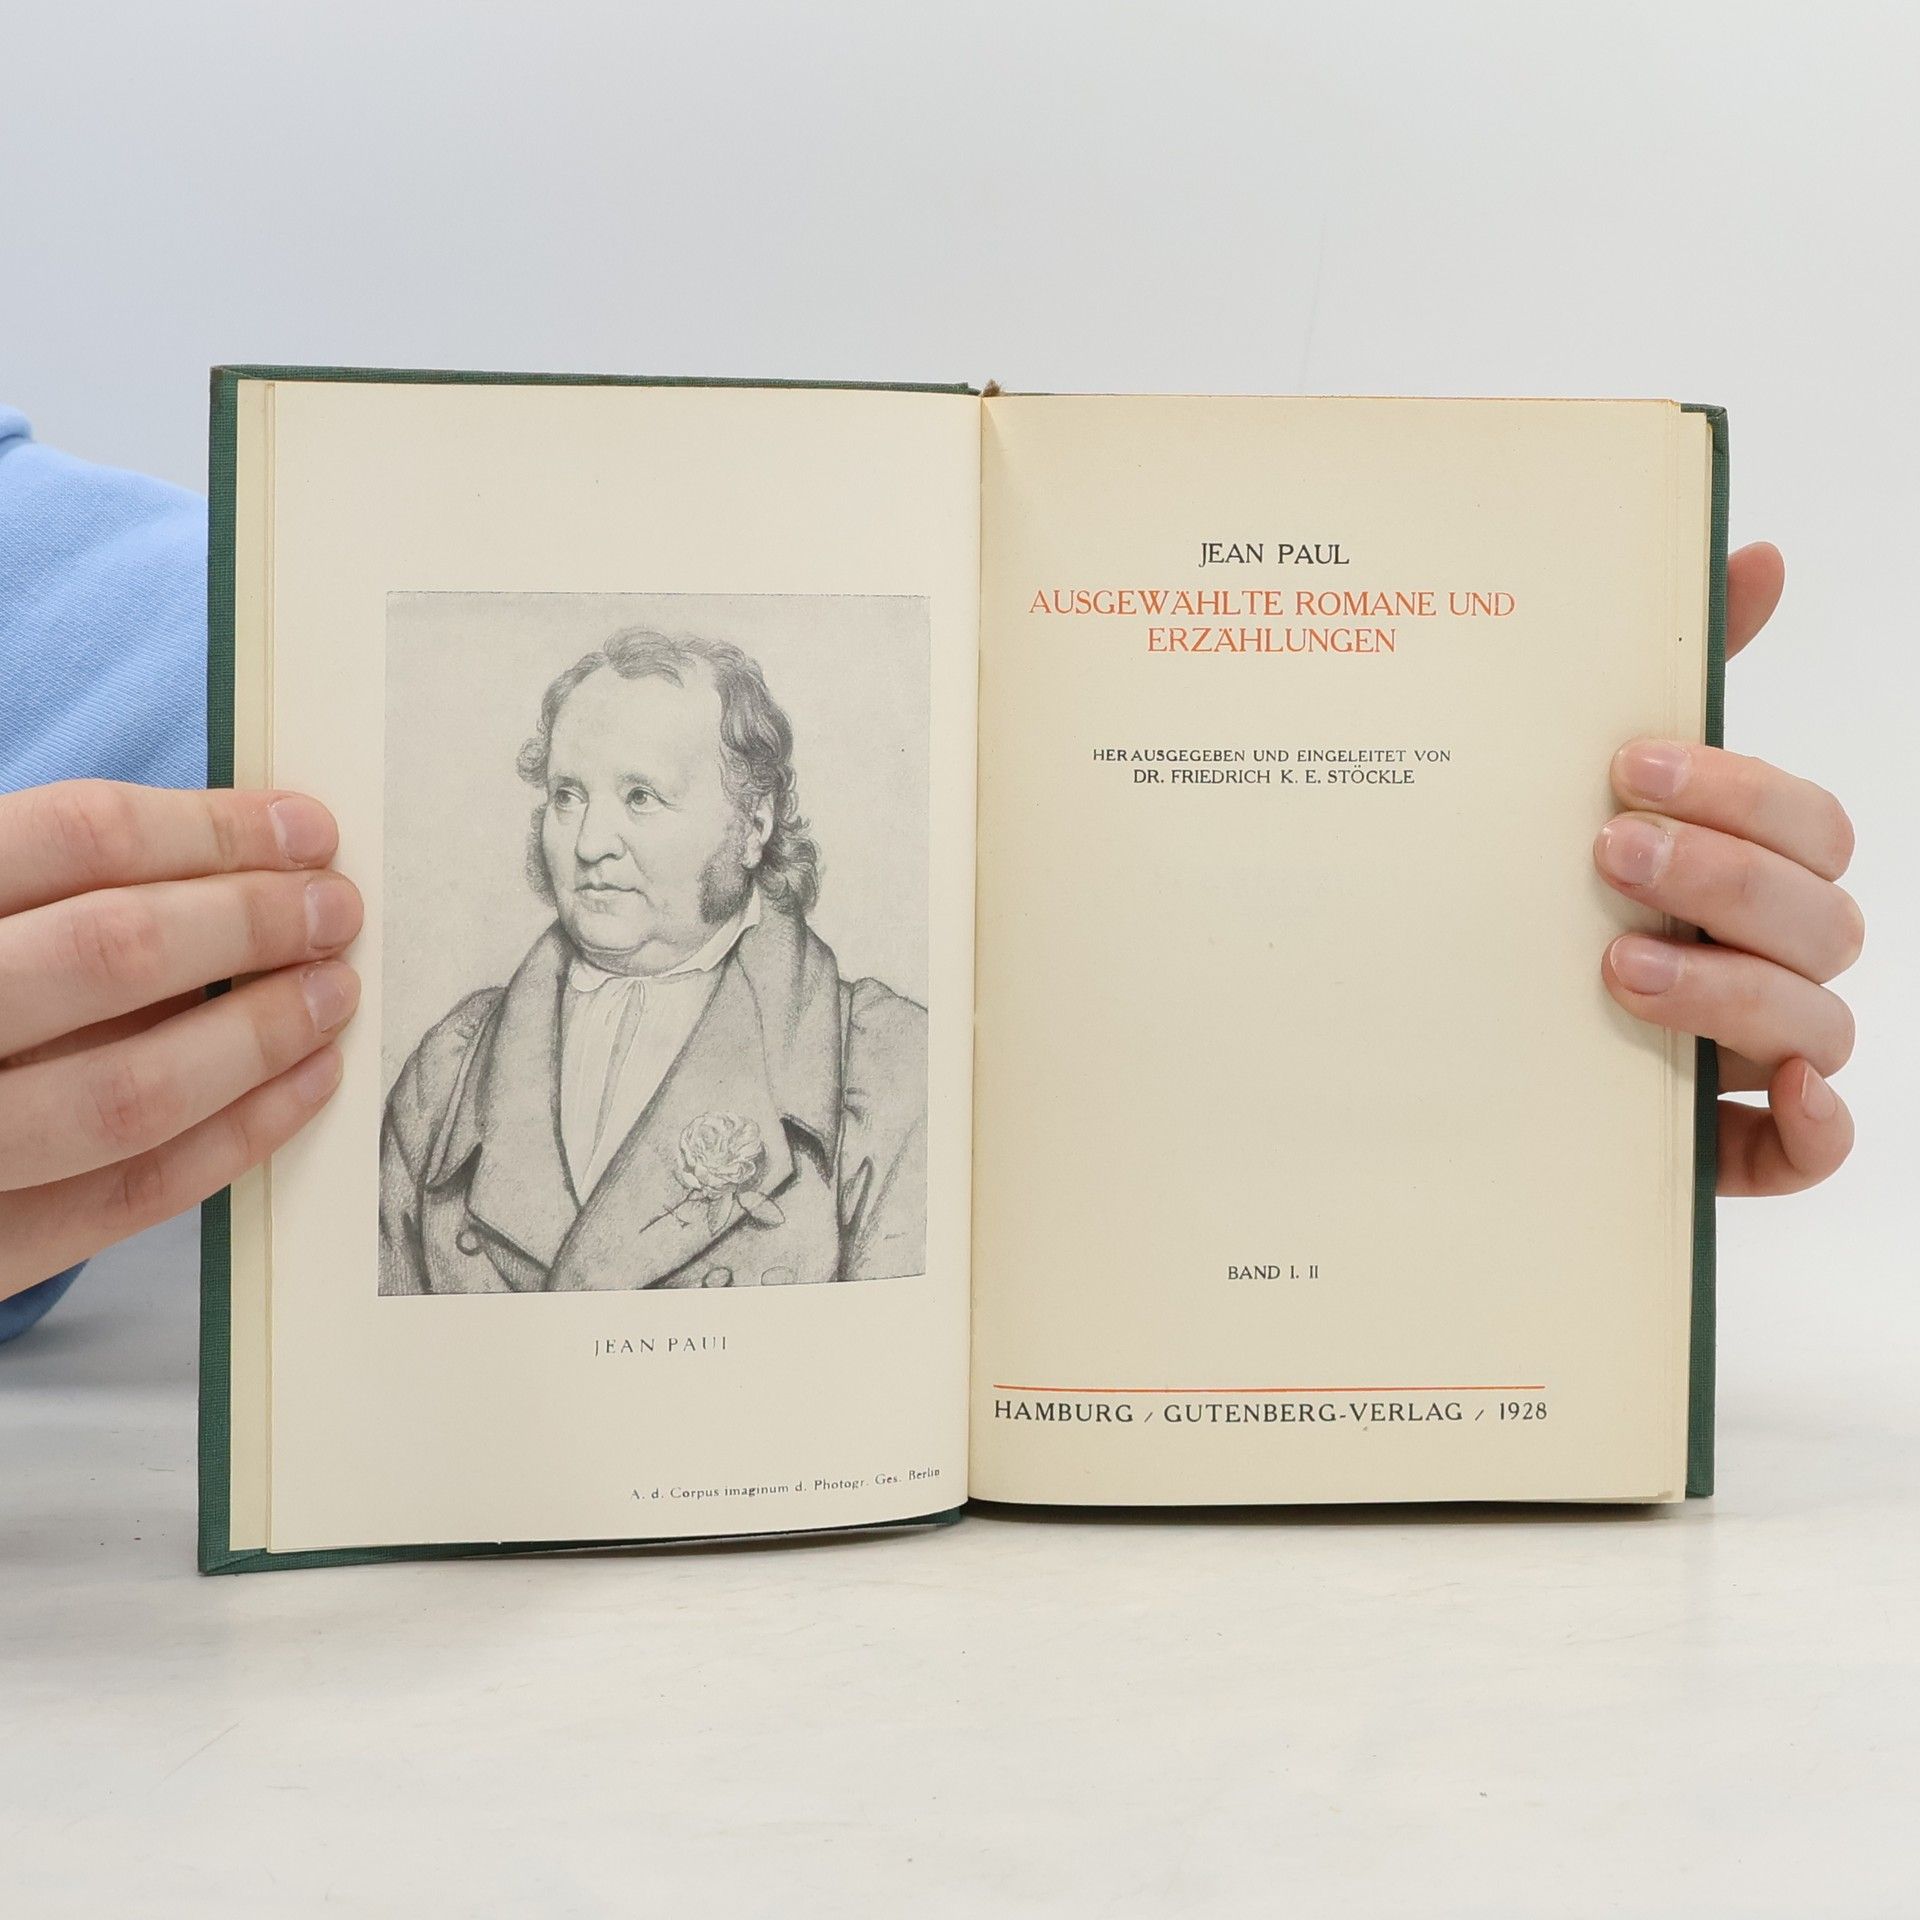 JEAN PAUL
A. d. Corpus imaginum d. Photogr. Ges. Berlin
JEAN PAUL
AUSGEWÄHLTE ROMANE UND
ERZÄHLUNGEN
HERAUSGEGEBEN UND EINGELEITET VON
DR. FRIEDRICH K. E. STÖCKLE
BAND I. II
HAMBURG / GUTENBERG-VERLAG / 1928